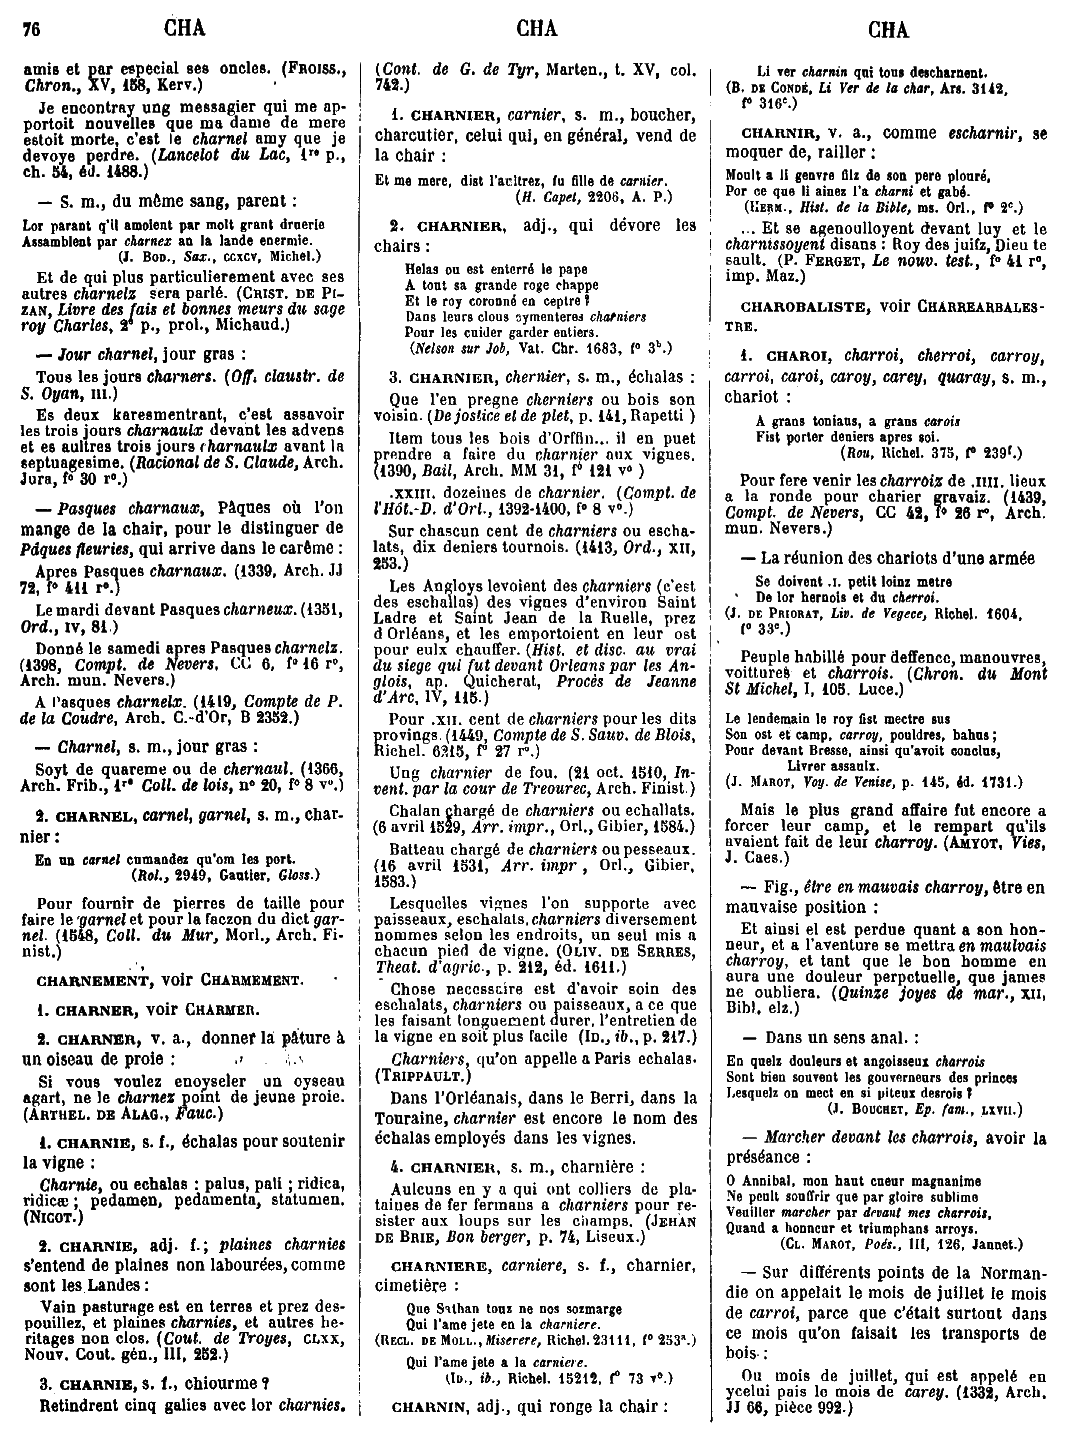 76
CHA
CHA
CHA
amis et par especial ses oncles. (FROISS.,
Chron., XV, 158, Kerv.)
Je encontray ung messagier qui me ap-
portoit nouvelles que ma dame de mere
estoit morte, c'est le charnel amy que je
devoye perdre. (Lancelot du Lac, 1re p.,
ch. 54, éd. 1488.)
— S. m., du même sang, parent :
Lor parant q'il amoient par molt grant druerie
Assamblent par charnez an la lande enermie.
(J. BOD., Sax., CCXCV, Michel.)
Et de qui plus particulierement avec ses
autres charnelz sera parlé. (CRIST. DE PI-
ZAN, Livre des fais et bonnes meurs du sage
roy Charles, 2e p., prol., Michaud.)
— Jour charnel, jour gras :
Tous les jours charners. (Off. claustr. de
S. Oyan, III.)
Es deux karesmentrant, c'est assavoir
les trois jours charnaulx devant les advens
et es aultres trois jours charnaulx avant la
septuagesime. (Racional de S. Claude, Arch.
Jura, fo 30 ro.)
— Pasques charnaux, Pâques où l'on
mange de la chair, pour le distinguer de
Pâques fleuries, qui arrive dans le carême :
Apres Pasques charnaux. (1339, Arch. JJ
72, fo 411 ro.)
Le mardi devant Pasques charneux. (1351,
Ord., IV, 81.)
Donné le samedi apres Pasques charnelz.
(1398, Compt. de Nevers, CC 6, fo 16 ro,
Arch. mun. Nevers.)
A Pasques charnelx. (1419, Compte de P.
de la Coudre, Arch. C.-d'Or, B 2352.)
— Charnel, s. m., jour gras :
Soyt de quareme ou de chernaul. (1366,
Arch. Frib., 1re Coll. de lois, no 20, fo 8 vo.)
2. CHARNEL, carnel, garnel, s. m., char-
nier :
En un carnel cumandez qu'om les port.
(Rol., 2949, Gautier, Gloss.)
Pour fournir de pierres de taille pour
faire le garnel et pour la feczon du dict gar-
nel. (1548, Coll. du Mur, Morl., Arch. Fi-
nist.)
CHARNEMENT, voir CHARMEMENT.
1. CHARNER, voir CHARMER.
2. CHARNER, v. a., donner la pâture à
un oiseau de proie :
Si vous voulez enoyseler un oyseau
agart, ne le charnez point de jeune proie.
(ARTHEL. DE ALAG., Fauc.)
1. CHARNIE, s. f., échalas pour soutenir
la vigne :
Charnie, ou echalas : palus, pali ; ridica,
ridicæ ; pedamen, pedamenta, statumen.
(NICOT.)
2. CHARNIE, adj. f.; plaines charnies
s'entend de plaines non labourées, comme
sont les Landes :
Vain pasturage est en terres et prez des-
pouillez, et plaines charnies, et autres he-
ritages non clos. (Cout. de Troyes, CLXX,
Nouv. Cout. gén., III, 252.)
3. CHARNIE, s. f., chiourme ?
Retindrent cinq galies avec lor charnies.
(Cont. de G. de Tyr, Marten., t. XV, col.
742.)
1. CHARNIER, carnier, s. m., boucher,
charcutier, celui qui, en général, vend de
la chair :
Et me mere, dist l'aultrez, fu fille de carnier.
(H. Capet, 2206, A. P.)
2. CHARNIER, adj., qui dévore les
chairs :
Helas ou est enterré le pape
A tout sa grande roge chappe
Et le roy coronné en ceptre ?
Dans leurs clous cymenteres charniers
Pour les cuider garder entiers.
(Nelson sur Job, Vat. Chr. 1683, fo 3b.)
3. CHARNIER, chernier, s. m., échalas :
Que l'en pregne cherniers ou bois son
voisin. (De jostice et de plet, p. 141, Rapetti )
Item tous les bois d'Orffin... il en puet
prendre a faire du charnier aux vignes.
(1390, Bail, Arch. MM 31, fo 121 vo )
.XXIII. dozeines de charnier. (Compt. de
l'Hôt.-D. d'Orl., 1392-1400, fo 8 vo.)
Sur chascun cent de charniers ou escha-
lats, dix deniers tournois. (1413, Ord., XII,
253.)
Les Angloys levoient des charniers (c'est
des eschallas) des vignes d'environ Saint
Ladre et Saint Jean de la Ruelle, prez
d'Orléans, et les emportoient en leur ost
pour eulx chauffer. (Hist. et disc. au vrai
du siege qui fut devant Orleans par les An-
glois, ap. Quicherat, Procès de Jeanne
d'Arc, IV, 115.)
Pour .XII. cent de charniers pour les dits
provings. (1449, Compte de S. Sauv. de Blois,
Richel. 6215, fo 27 ro.)
Ung charnier de fou. (21 oct. 1510, In-
vent. par la cour de Treourec, Arch. Finist.)
Chalan chargé de charniers ou echallats.
(6 avril 1529, Arr. impr., Orl., Gibier, 1584.)
Batteau chargé de charniers ou pesseaux.
(16 avril 1531, Arr. impr , Orl., Gibier,
1583.)
Lesquelles vignes l'on supporte avec
paisseaux, eschalats, charniers diversement
nommes selon les endroits, un seul mis a
chacun pied de vigne. (OLIV. DE SERRES,
Theat. d'agric., p. 212, éd. 1611.)
Chose necessaire est d'avoir soin des
eschalats, charniers ou paisseaux, a ce que
les faisant longuement durer, l'entretien de
la vigne en soit plus facile (ID., ib., p. 217.)
Charniers, qu'on appelle a Paris echalas.
(TRIPPAULT.)
Dans l'Orléanais, dans le Berri, dans la
Touraine, charnier est encore le nom des
échalas employés dans les vignes.
4. CHARNIER, s. m., charnière :
Aulcuns en y a qui ont colliers de pla-
taines de fer fermans a charniers pour re-
sister aux loups sur les champs. (JEHAN
DE BRIE, Bon berger, p. 74, Liseux.)
CHARNIERE, carniere, s. f., charnier,
cimetière :
Que Sathan touz ne nos sozmarge
Qui l'ame jete en la charniere.
(RECL. DE MOLL., Miserere, Richel. 23111, fo 253a.)
Qui l'ame jete a la carniere.
(ID., ib., Richel. 15212, fo 73 vo.)
CHARNIN, adj., qui ronge la chair :
Li ver charnin qui tous descharnent.
(B. DE CONDÉ, Li Ver de la char, Ars. 3142,
fo 316c.)
CHARNIR, v. a., comme escharnir, se
moquer de, railler :
Moult a li genvre filz de son pere plouré,
Por ce que li ainez l'a charni et gabé.
(HERM., Hist. de la Bible, ms. Orl., fo 2c.)
... Et se agenoulloyent devant luy et le
charnissoyent disans : Roy des juifz, Dieu te
sault. (P. FERGET, Le nouv. test., fo 41 ro,
imp. Maz.)
CHAROBALISTE, voir CHARREARBALES-
TRE.
1. CHAROI, charroi, cherroi, carroy,
carroi, caroi, caroy, carey, quaray, s. m.,
chariot :
A grans toniaus, a grans carois
Fist porter deniers apres soi.
(Rou, Richel. 375, fo 239f.)
Pour fere venir les charroiz de .IIII. lieux
a la ronde pour charier gravaiz. (1439,
Compt. de Nevers, CC 42, fo 26 ro, Arch.
mun. Nevers.)
— La réunion des chariots d'une armée
Se doivent .I. petit loinz metre
De lor hernois et du cherroi.
(J. DE PRIORAT, Liv. de Vegece, Richel. 1604,
fo 33c.)
Peuple habillé pour deffence, manouvres,
voitures et charrois. (Chron. du Mont
St Michel, I, 105. Luce.)
Le lendemain le roy fist mectre sus
Son ost et camp, carroy, pouldres, bahus ;
Pour devant Bresse, ainsi qu'avoit conclus,
Livrer assaulx.
(J. MAROT, Voy. de Venise, p. 145, éd. 1731.)
Mais le plus grand affaire fut encore a
forcer leur camp, et le rempart qu'ils
avaient fait de leur charroy. (AMYOT, Vies,
J. Caes.)
— Fig., être en mauvais charroy, être en
mauvaise position :
Et ainsi el est perdue quant a son hon-
neur, et a l'aventure se mettra en maulvais
charroy, et tant que le bon homme en
aura une douleur perpetuelle, que james
ne oubliera. (Quinze joyes de mar., XII,
Bibl. elz.)
— Dans un sens anal. :
En quelz douleurs et angoisseux charrois
Sont bien souvent les gouverneurs des princes
Lesquelz on mect en si piteux desrois ?
(J. BOUCHET, Ep. fam., LXVII.)
— Marcher devant les charrois, avoir la
préséance :
O Annibal, mon haut cueur magnanime
Ne peult souffrir que par gloire sublime
Veuiller marcher par devant mes charrois,
Quand a honneur et triumphans arroys.
(CL. MAROT, Poés., III, 126, Jannet.)
— Sur différents points de la Norman-
die on appelait le mois de juillet le mois
de carroi, parce que c'était surtout dans
ce mois qu'on faisait les transports de
bois :
Ou mois de juillet, qui est appelé en
ycelui pais le mois de carey. (1332, Arch.
JJ 66, pièce 992.)